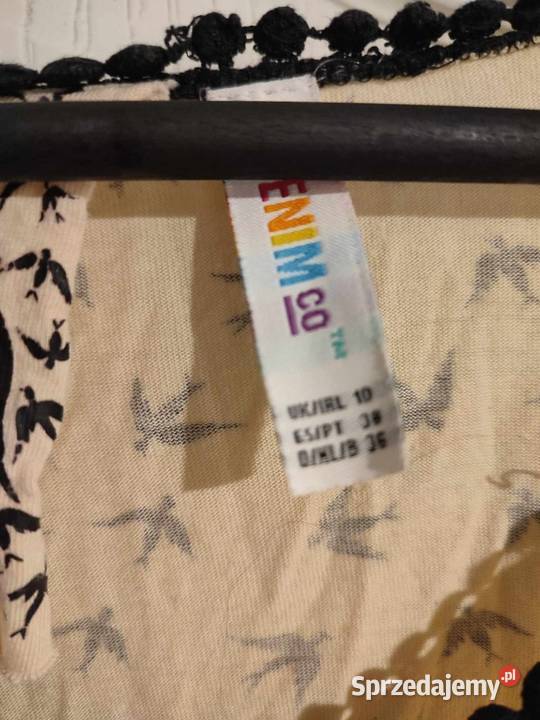 ENIM
CO
TM
UK/IRL 10
ES/PT 38
D/NL/B 36
Sprzedajemy.pl